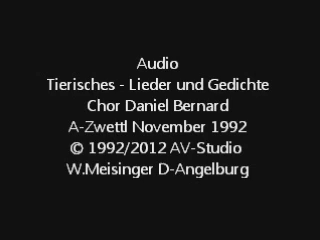 Audio
Tierisches - Lieder und Gedichte
Chor Daniel Bernard
A-Zwettl November 1992
© 1992/2012 AV-Studio
W.Meisinger D-Angelburg